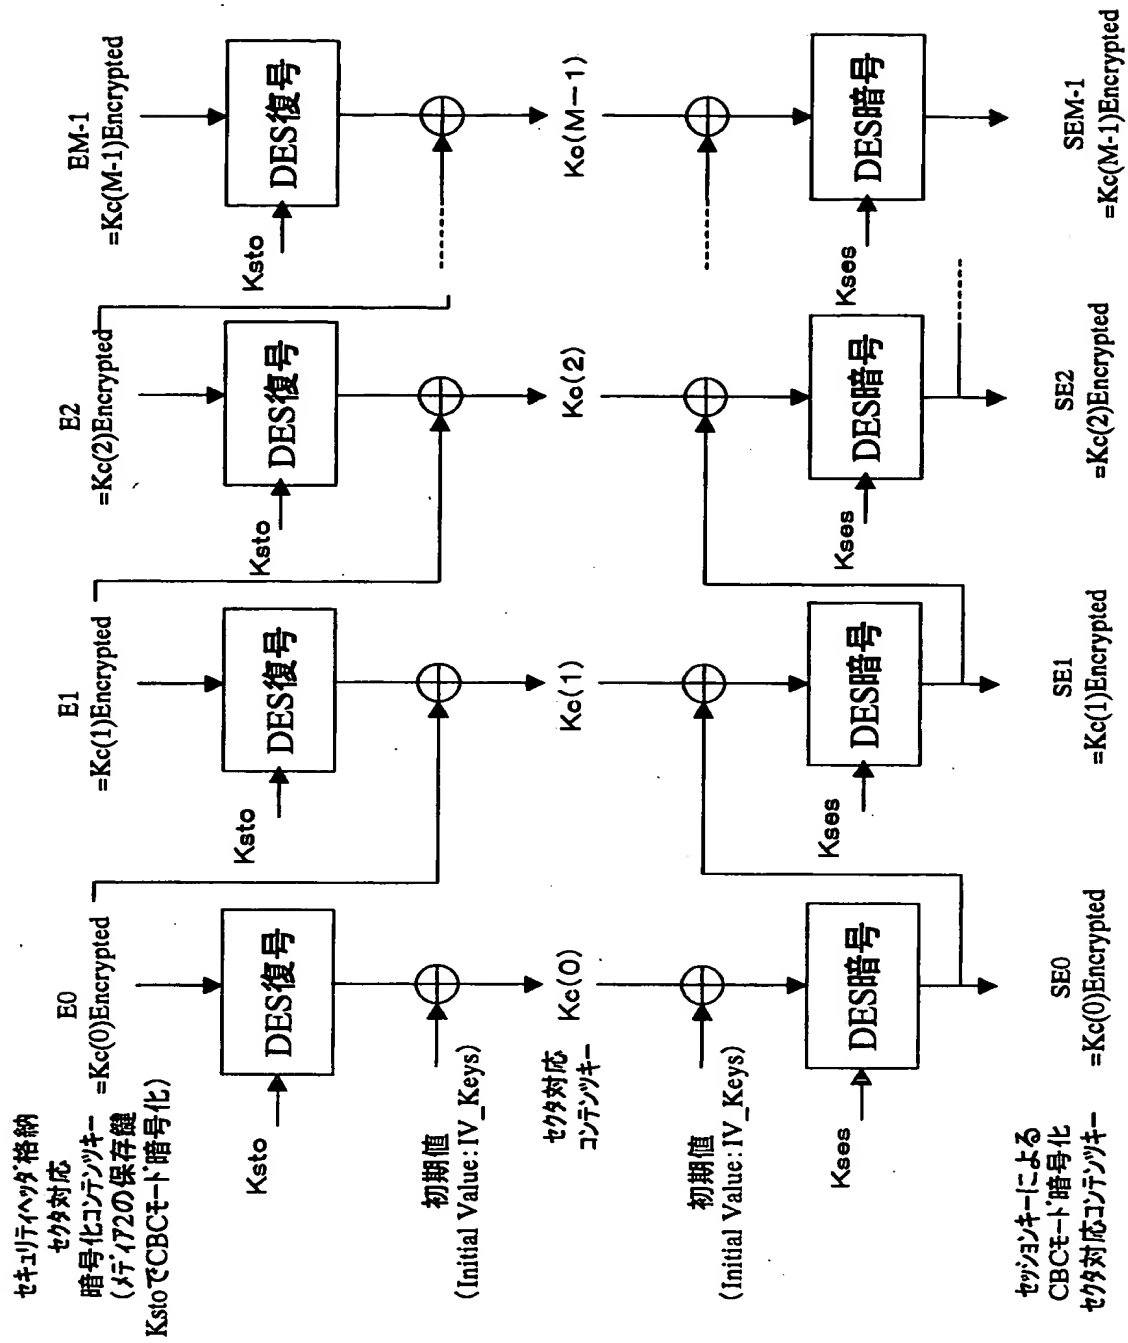 セキュリティヘッダ格納
セクタ対応
暗号化コンテンツキー
(メディア2の保存鍵
KstoでCBCモード暗号化)
E0
=Kc(0)Encrypted
E1
=Kc(1)Encrypted
E2
=Kc(2)Encrypted
EM-1
=Kc(M-1)Encrypted
Ksto
DES復号
Ksto
DES復号
Ksto
DES復号
Ksto
DES復号
初期値
(Initial Value:IV_Keys)
セクタ対応
コンテンツキー
Kc(0)
Kc(1)
Kc(2)
Kc(M−1)
初期値
(Initial Value:IV_Keys)
Kses
DES暗号
Kses
DES暗号
Kses
DES暗号
Kses
DES暗号
セッションキーによる
CBCモード暗号化
セクタ対応コンテンツキー
SE0
=Kc(0)Encrypted
SE1
=Kc(1)Encrypted
SE2
=Kc(2)Encrypted
SEM-1
=Kc(M-1)Encrypted